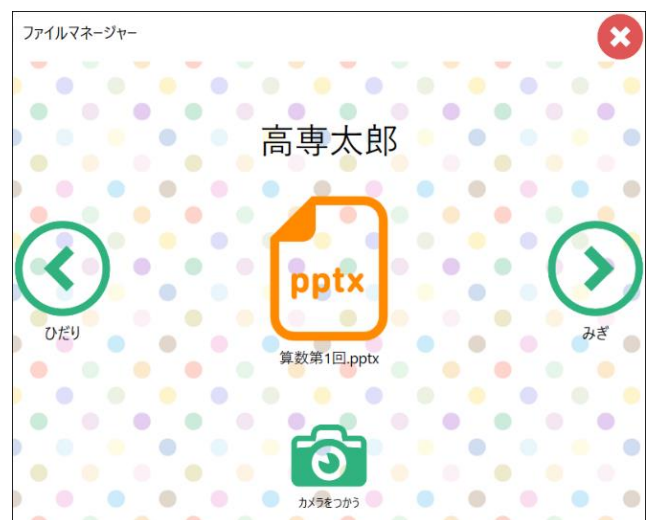 ファイルマネージャー
高専太郎
pptx
算数第1回.pptx
ひだり
みぎ
カメラをつかう